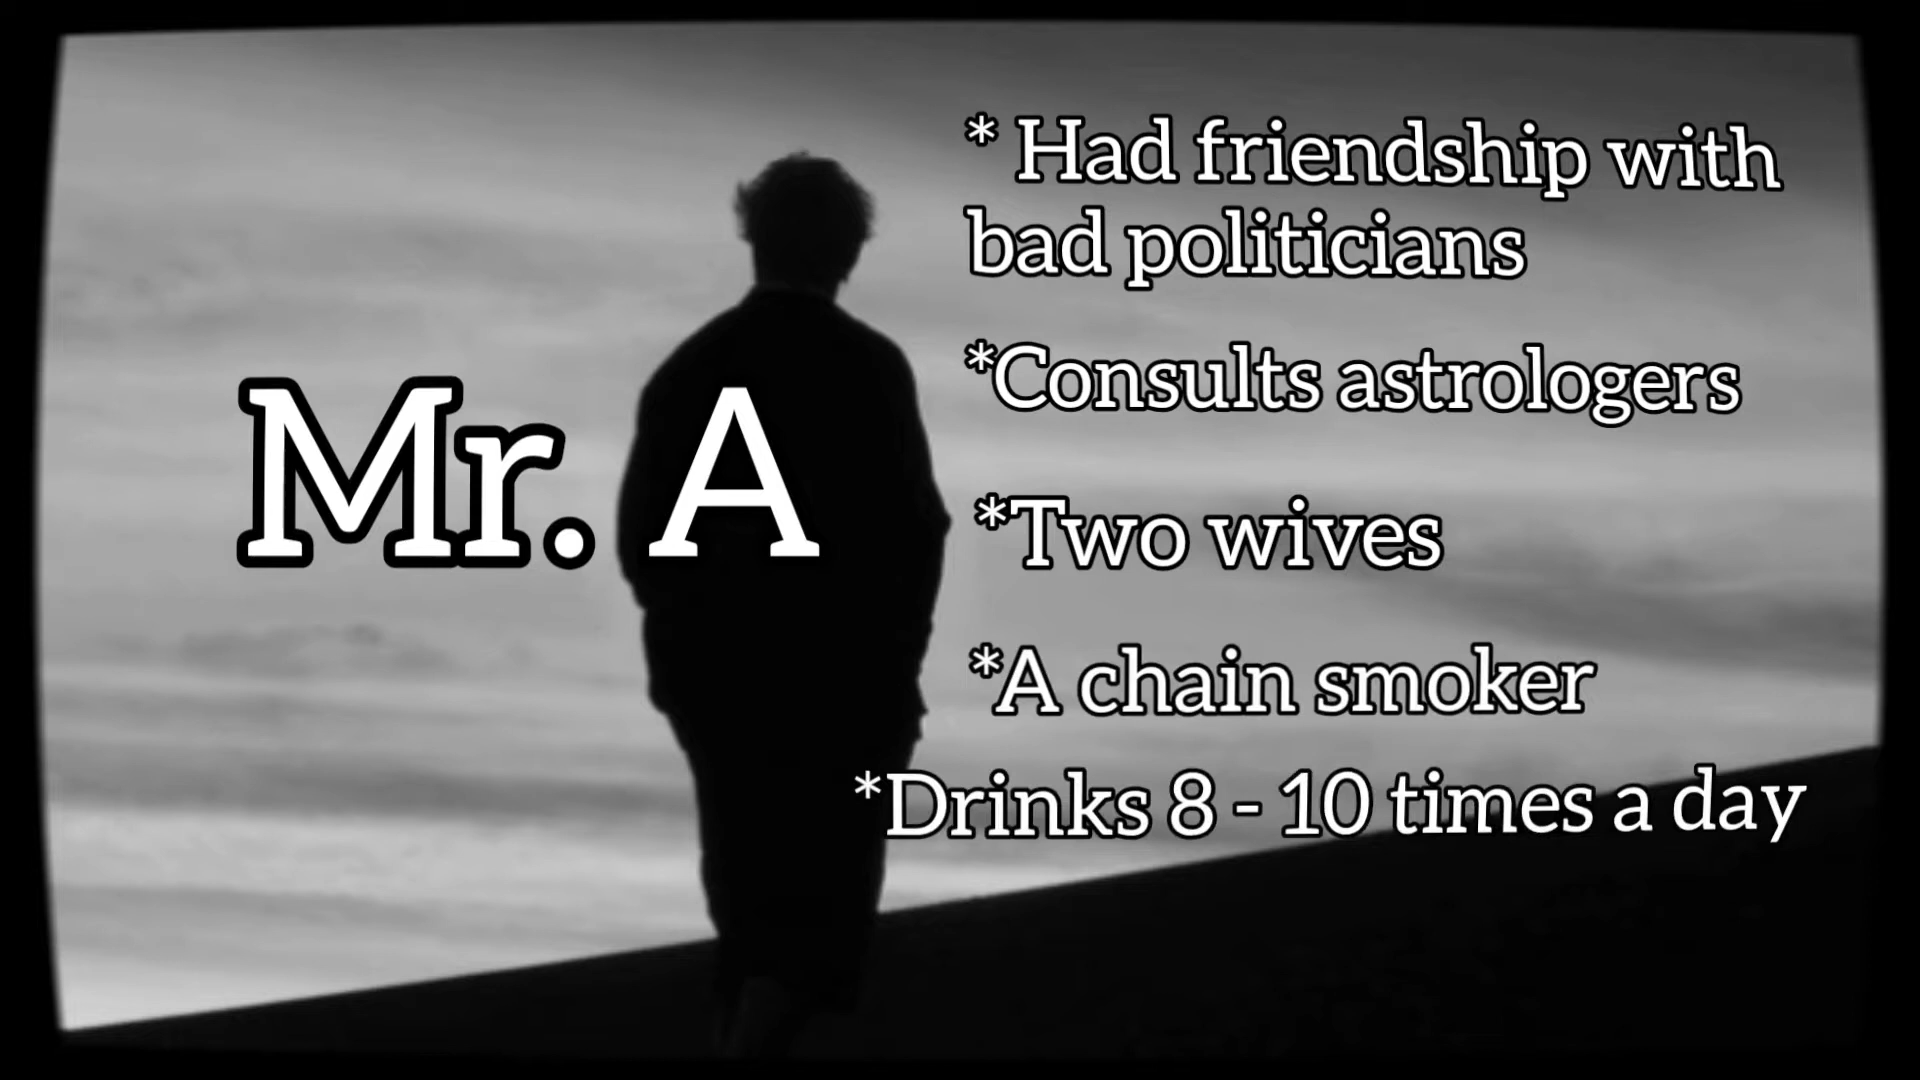 Mr. A
* Had friendship with
bad politicians
*Consults astrologers
*Two wives
*A chain smoker
*Drinks 8 - 10 times a day